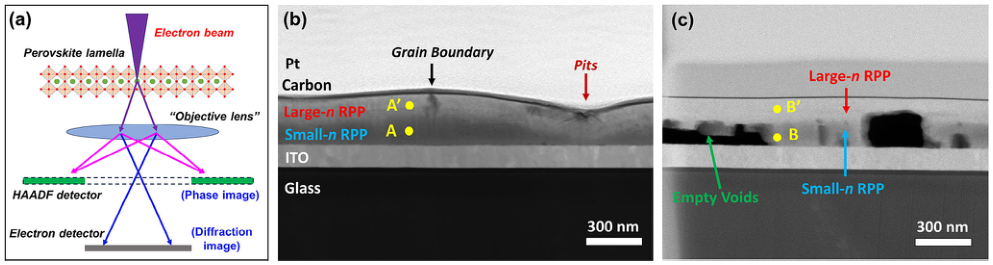 (a)
Electron beam
Perovskite lamella
"Objective lens"
HAADF detector
(Phase image)
Electron detector
(Diffraction
image)
(b)
Grain Boundary
Pits
Pt
Carbon
Large-n RPP
A'
Small-n RPP
A
ITO
Glass
300 nm
(c)
Large-n RPP
B'
B
Small-n RPP
Empty Voids
300 nm